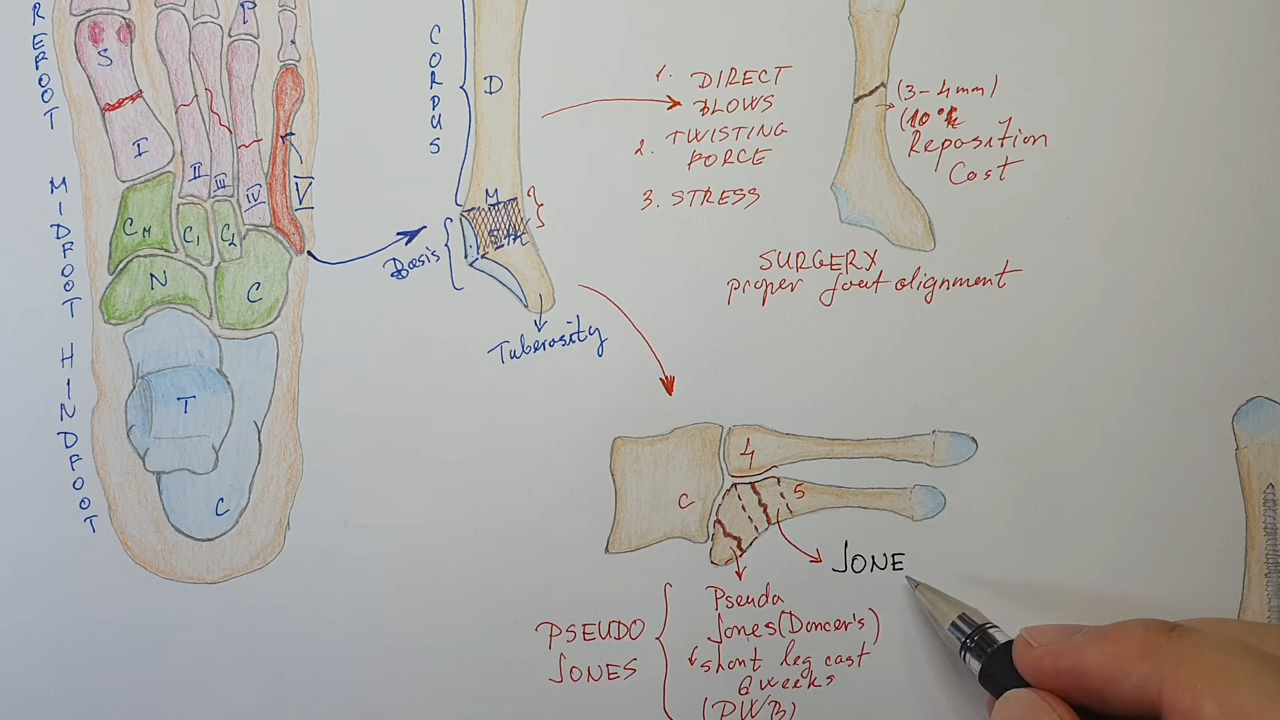 REFOOT
MIDFOOT
HINDFOOT
S
P
I
II
III
IV
V
CM
C1
C2
N
C
T
C
CORPUS
D
M
Basis
Tuberosity
1. DIRECT
BLOWS
2. TWISTING
FORCE
3. STRESS
(3-4mm)
Reposition
Cast
SURGERY
proper joint alignment
C
4
5
JONE
PSEUDO
JONES
Pseudo
Jones (Dancer's)
short leg cast
6 weeks
(PWB)